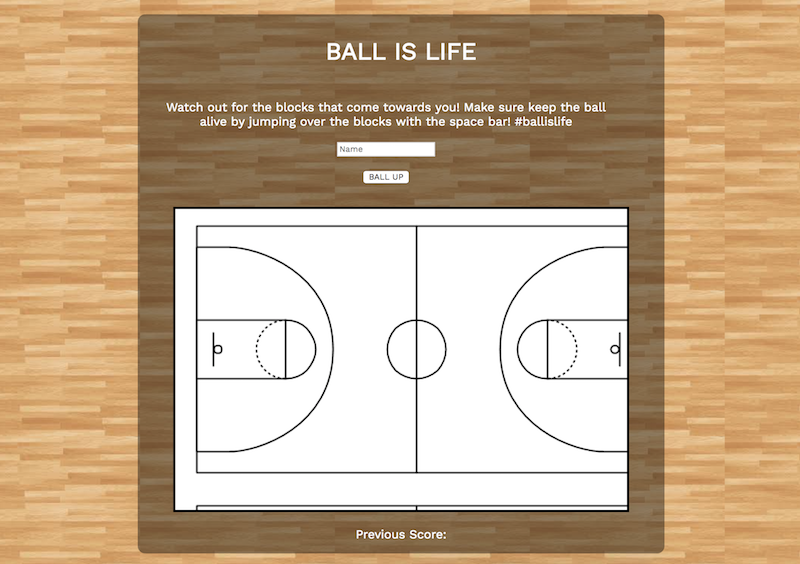 BALL IS LIFE
Watch out for the blocks that come towards you! Make sure keep the ball
alive by jumping over the blocks with the space bar! #ballislife
Name
BALL UP
Previous Score: